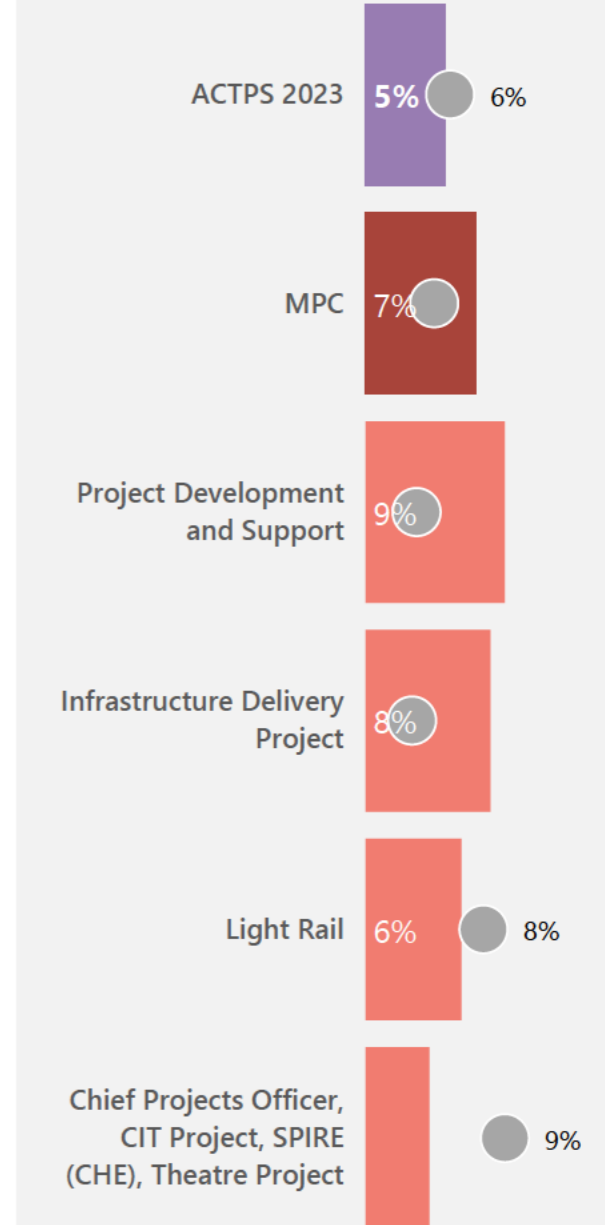 ACTPS 2023
5%
6%
MPC
7%
Project Development
and Support
9%
Infrastructure Delivery
Project
8%
Light Rail
6%
8%
Chief Projects Officer,
CIT Project, SPIRE
(CHE), Theatre Project
9%